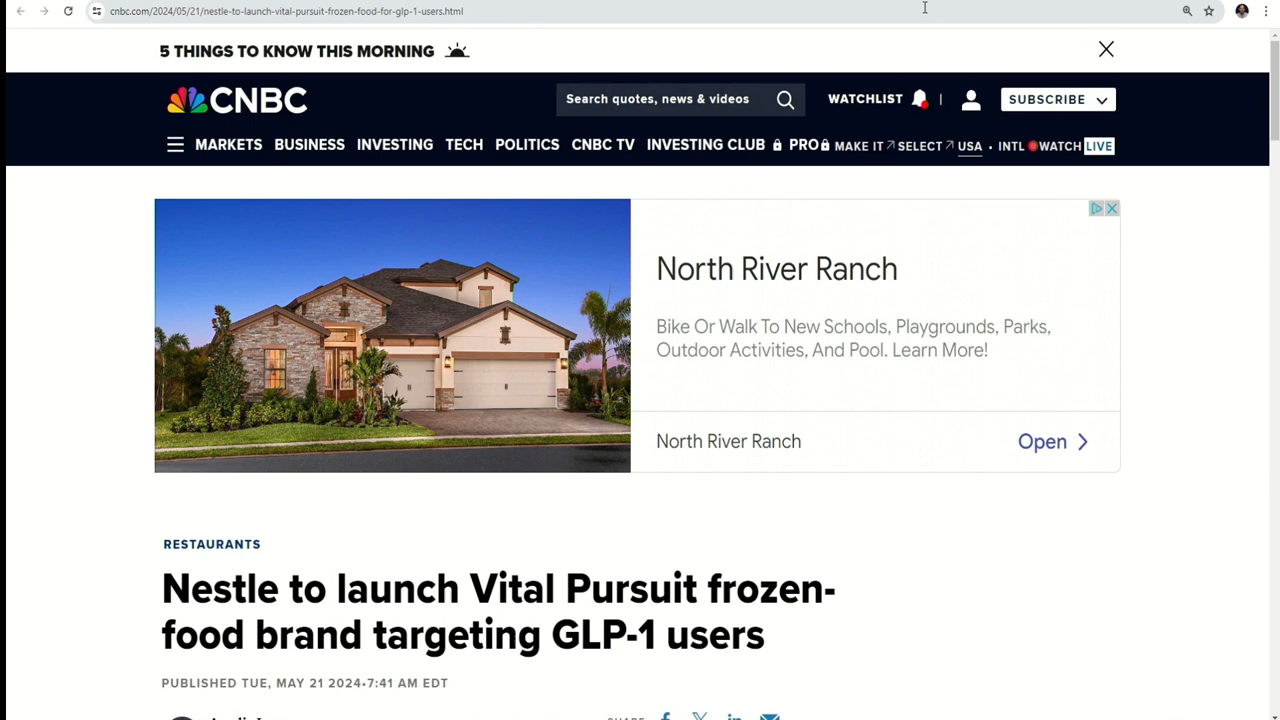 cnbc.com/2024/05/21/nestle-to-launch-vital-pursuit-frozen-food-for-glp-1-users.html
5 THINGS TO KNOW THIS MORNING
CNBC
Search quotes, news & videos
WATCHLIST
SUBSCRIBE
MARKETS BUSINESS INVESTING TECH POLITICS CNBC TV INVESTING CLUB PRO MAKE IT SELECT USA • INTL WATCH LIVE
North River Ranch
Bike Or Walk To New Schools, Playgrounds, Parks,
Outdoor Activities, And Pool. Learn More!
North River Ranch
Open
RESTAURANTS
Nestle to launch Vital Pursuit frozen-
food brand targeting GLP-1 users
PUBLISHED TUE, MAY 21 2024•7:41 AM EDT
SHARE